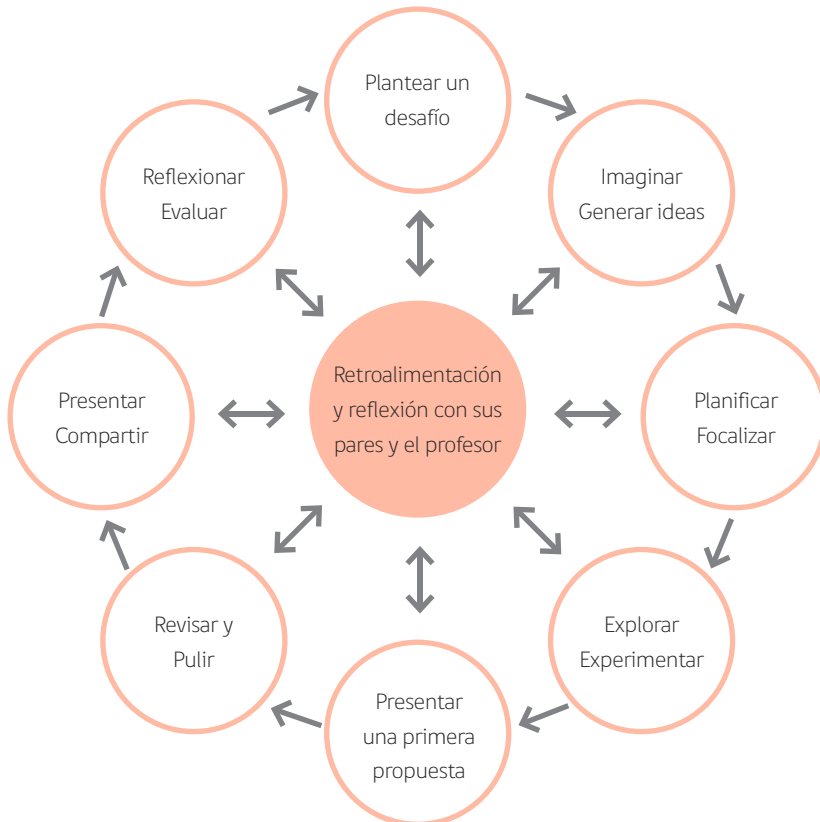 Plantear un
desafío
Imaginar
Generar ideas
Planificar
Focalizar
Explorar
Experimentar
Presentar
una primera
propuesta
Revisar y
Pulir
Presentar
Compartir
Reflexionar
Evaluar
Retroalimentación
y reflexión con sus
pares y el profesor